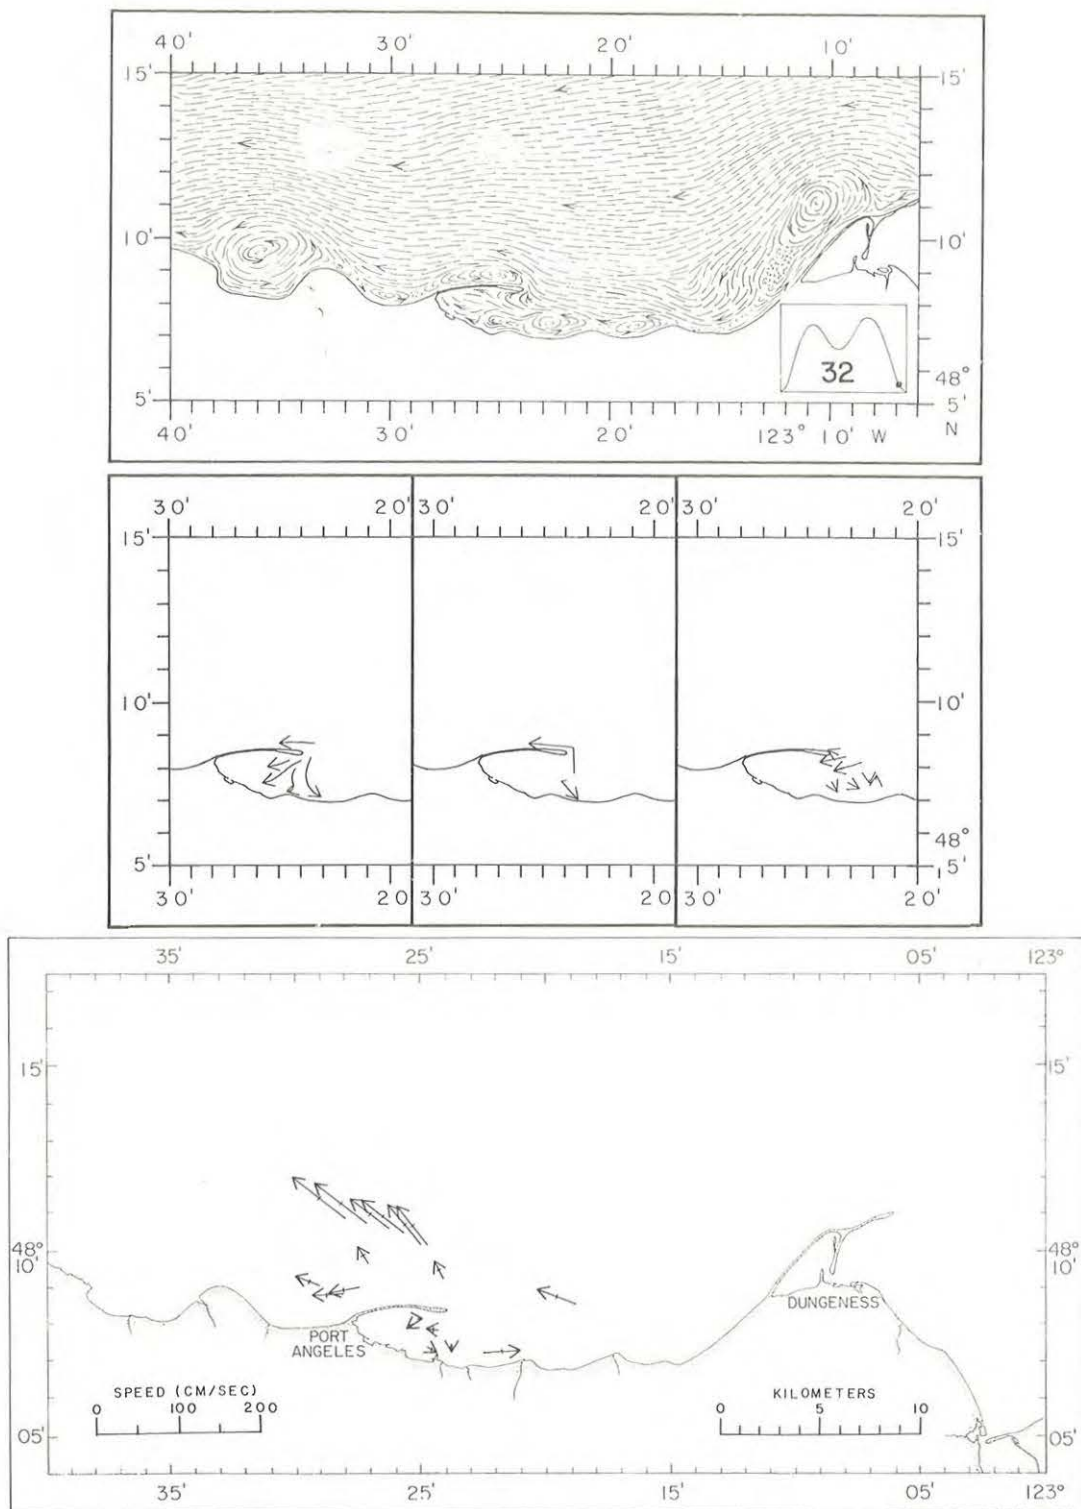 40' 30' 20' 10'
15' 15'
10' 10'
32
48°
5' 5'
40' 30' 20' 123° 10' W N
30' 20' 30' 20' 30' 20'
15' 15'
10' 10'
48°
5' 5'
30' 20' 30' 20' 30' 20'
35' 25' 15' 05' 123°
15' 15'
48° 48°
10' 10'
DUNGENESS
PORT
ANGELES
SPEED (CM/SEC) KILOMETERS
0 100 200 0 5 10
05' 05'
35' 25' 15' 05' 123°